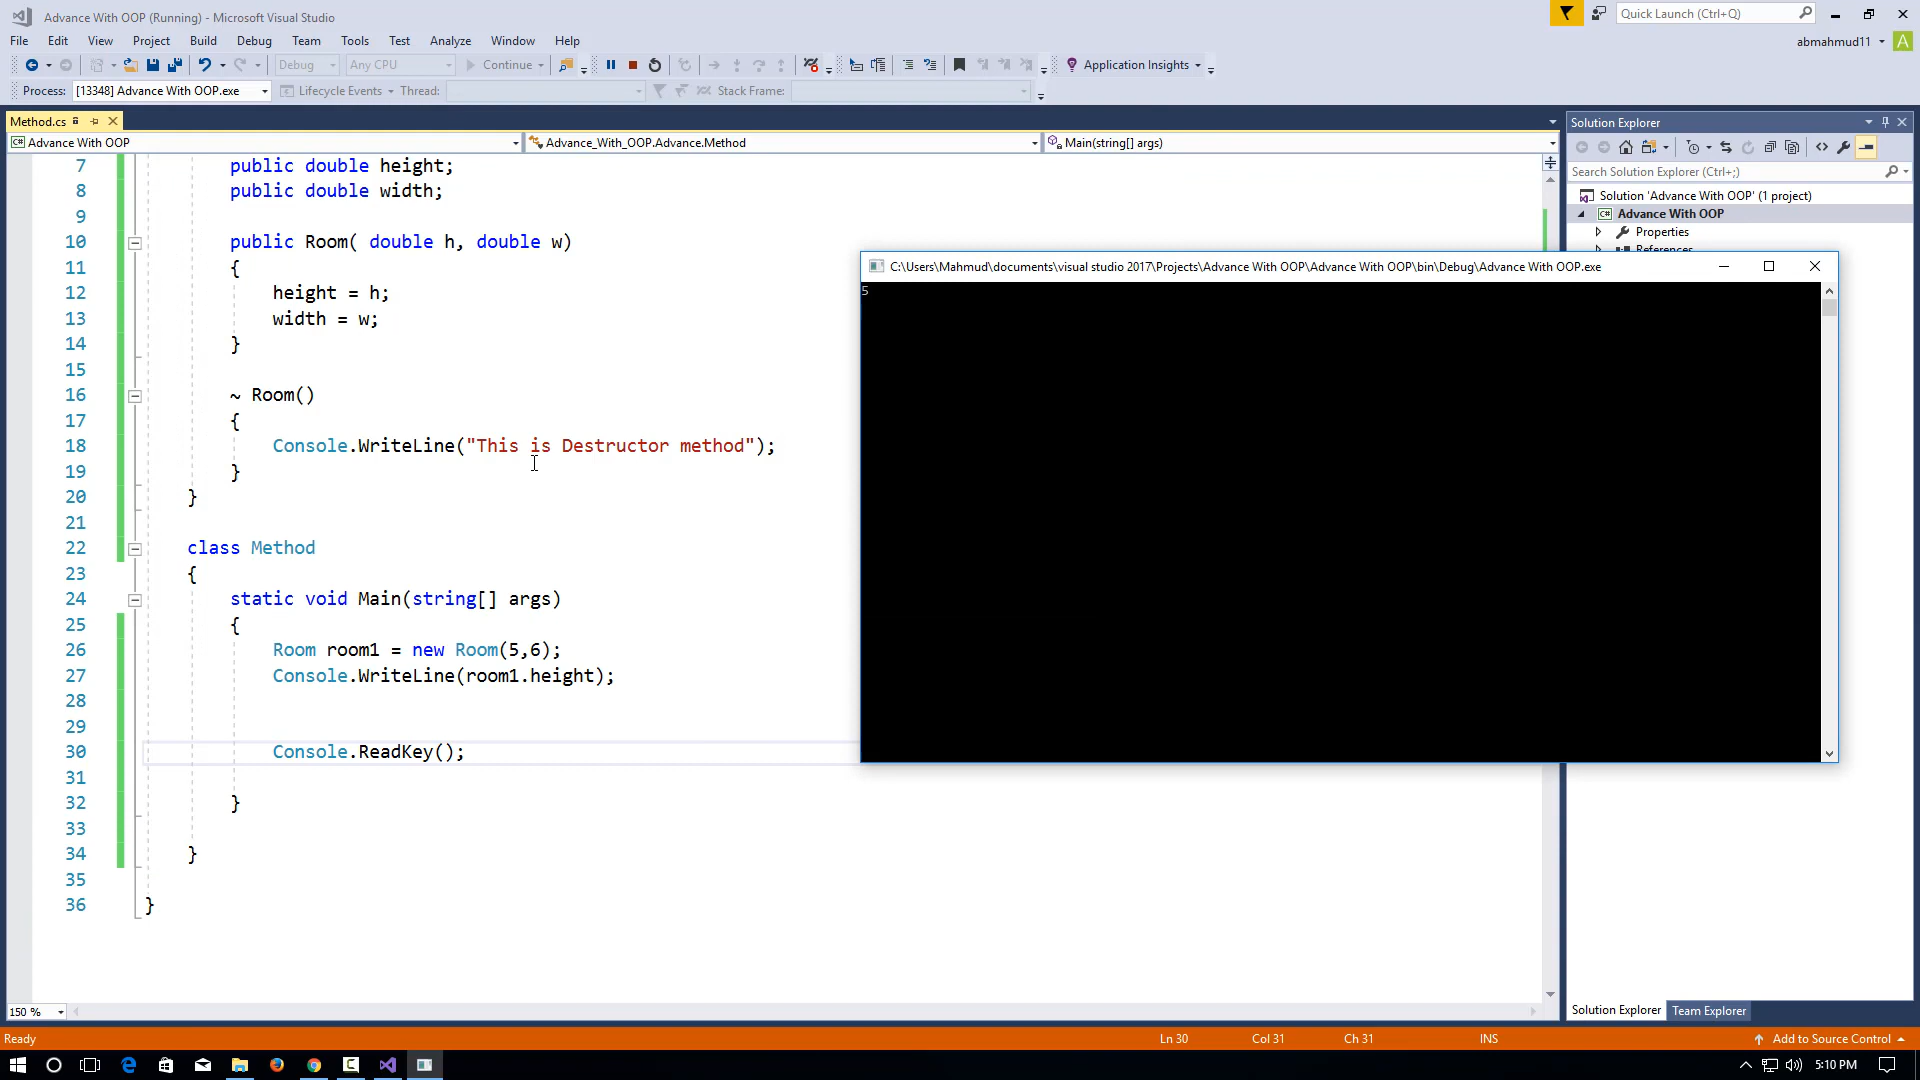 Advance With OOP (Running) - Microsoft Visual Studio
Quick Launch (Ctrl+Q)
File Edit View Project Build Debug Team Tools Test Analyze Window Help
abmahmud11 A
Debug Any CPU Continue Application Insights
Process: [13348] Advance With OOP.exe Lifecycle Events Thread: Stack Frame:
Method.cs
Advance With OOP Advance_With_OOP.Advance.Method Main(string[] args)
7 public double height;
8 public double width;
9
10 public Room( double h, double w)
11 {
12 height = h;
13 width = w;
14 }
15
16 ~ Room()
17 {
18 Console.WriteLine("This is Destructor method");
19 }
20 }
21
22 class Method
23 {
24 static void Main(string[] args)
25 {
26 Room room1 = new Room(5,6);
27 Console.WriteLine(room1.height);
28
29
30 Console.ReadKey();
31
32 }
33
34 }
35
36 }
150 %
C:\Users\Mahmud\documents\visual studio 2017\Projects\Advance With OOP\Advance With OOP\bin\Debug\Advance With OOP.exe
5
Solution Explorer
Search Solution Explorer (Ctrl+;)
Solution 'Advance With OOP' (1 project)
C# Advance With OOP
Properties
References
Solution Explorer Team Explorer
Ready Ln 30 Col 31 Ch 31 INS Add to Source Control
5:10 PM